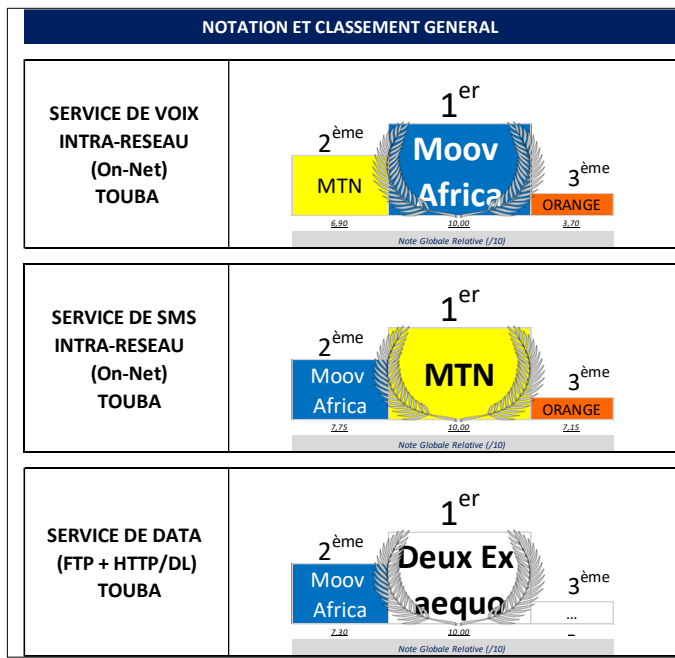 NOTATION ET CLASSEMENT GENERAL
SERVICE DE VOIX
INTRA-RESEAU
(On-Net)
TOUBA
1er
2ème
Moov
Africa
MTN
3ème
ORANGE
6,90 10,00 3,70
Note Globale Relative (/10)
SERVICE DE SMS
INTRA-RESEAU
(On-Net)
TOUBA
1er
2ème
Moov
Africa
MTN
3ème
ORANGE
7,75 10,00 7,15
Note Globale Relative (/10)
SERVICE DE DATA
(FTP + HTTP/DL)
TOUBA
1er
2ème
Moov
Africa
Deux Ex
aequo
3ème
...
7,30 10,00 ...
Note Globale Relative (/10)